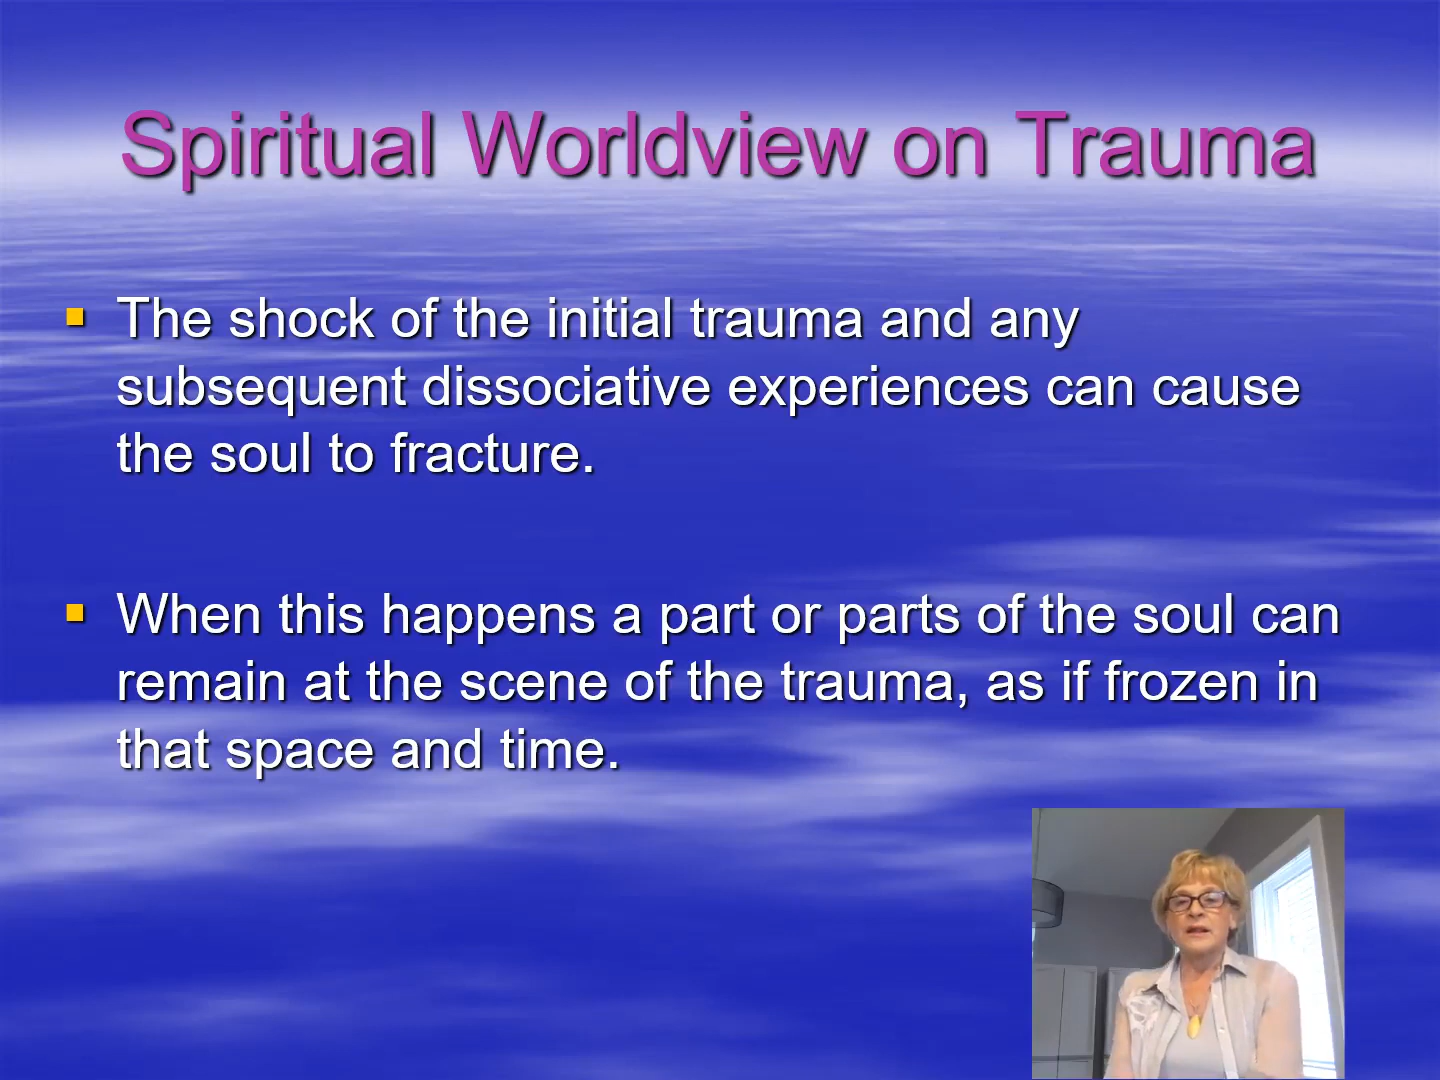 Spiritual Worldview on Trauma
The shock of the initial trauma and any
subsequent dissociative experiences can cause
the soul to fracture.
When this happens a part or parts of the soul can
remain at the scene of the trauma, as if frozen in
that space and time.